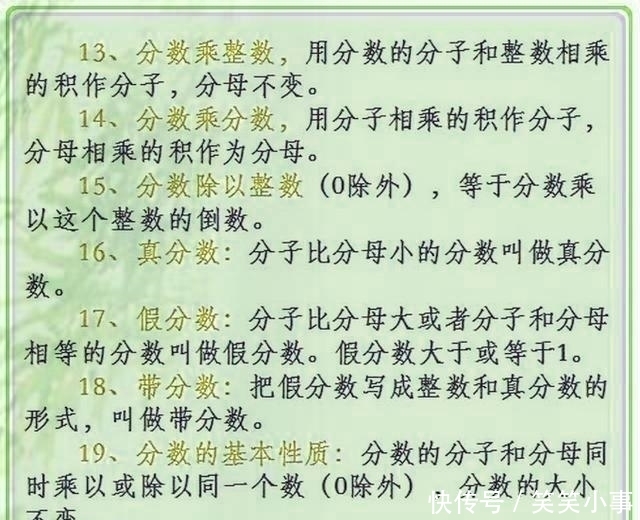 13、分数乘整数，用分数的分子和整数相乘
的积作分子，分母不变。
14、分数乘分数，用分子相乘的积作分子，
分母相乘的积作为分母。
15、分数除以整数（0除外），等于分数乘
以这个整数的倒数。
16、真分数：分子比分母小的分数叫做真分
数。
17、假分数：分子比分母大或者分子和分母
相等的分数叫做假分数。假分数大于或等于1。
18、带分数：把假分数写成整数和真分数的
形式，叫做带分数。
19、分数的基本性质：分数的分子和分母同
时乘以或除以同一个数（0除外），分数的大小
不变
快传号／笑笑小事